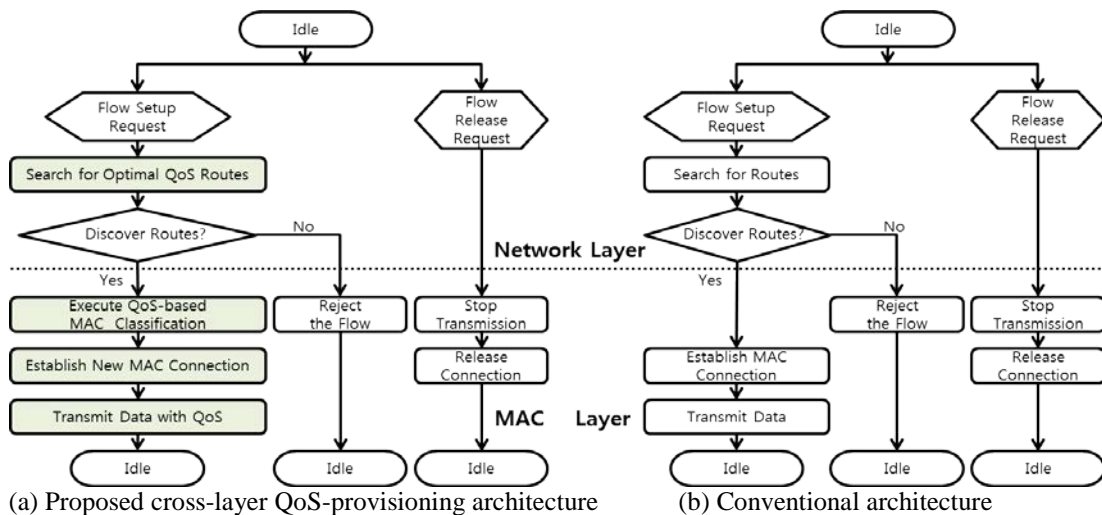 Idle
Flow Setup
Request
Flow
Release
Request
Search for Optimal QoS Routes
Discover Routes?
No
Yes
Execute QoS-based
MAC Classification
Reject
the Flow
Stop
Transmission
Establish New MAC Connection
Release
Connection
Transmit Data with QoS
Idle
Idle
Idle
Network Layer
MAC Layer
Idle
Flow Setup
Request
Flow
Release
Request
Search for Routes
Discover Routes?
No
Yes
Reject
the Flow
Stop
Transmission
Establish MAC
Connection
Release
Connection
Transmit Data
Idle
Idle
Idle
(a) Proposed cross-layer QoS-provisioning architecture
(b) Conventional architecture